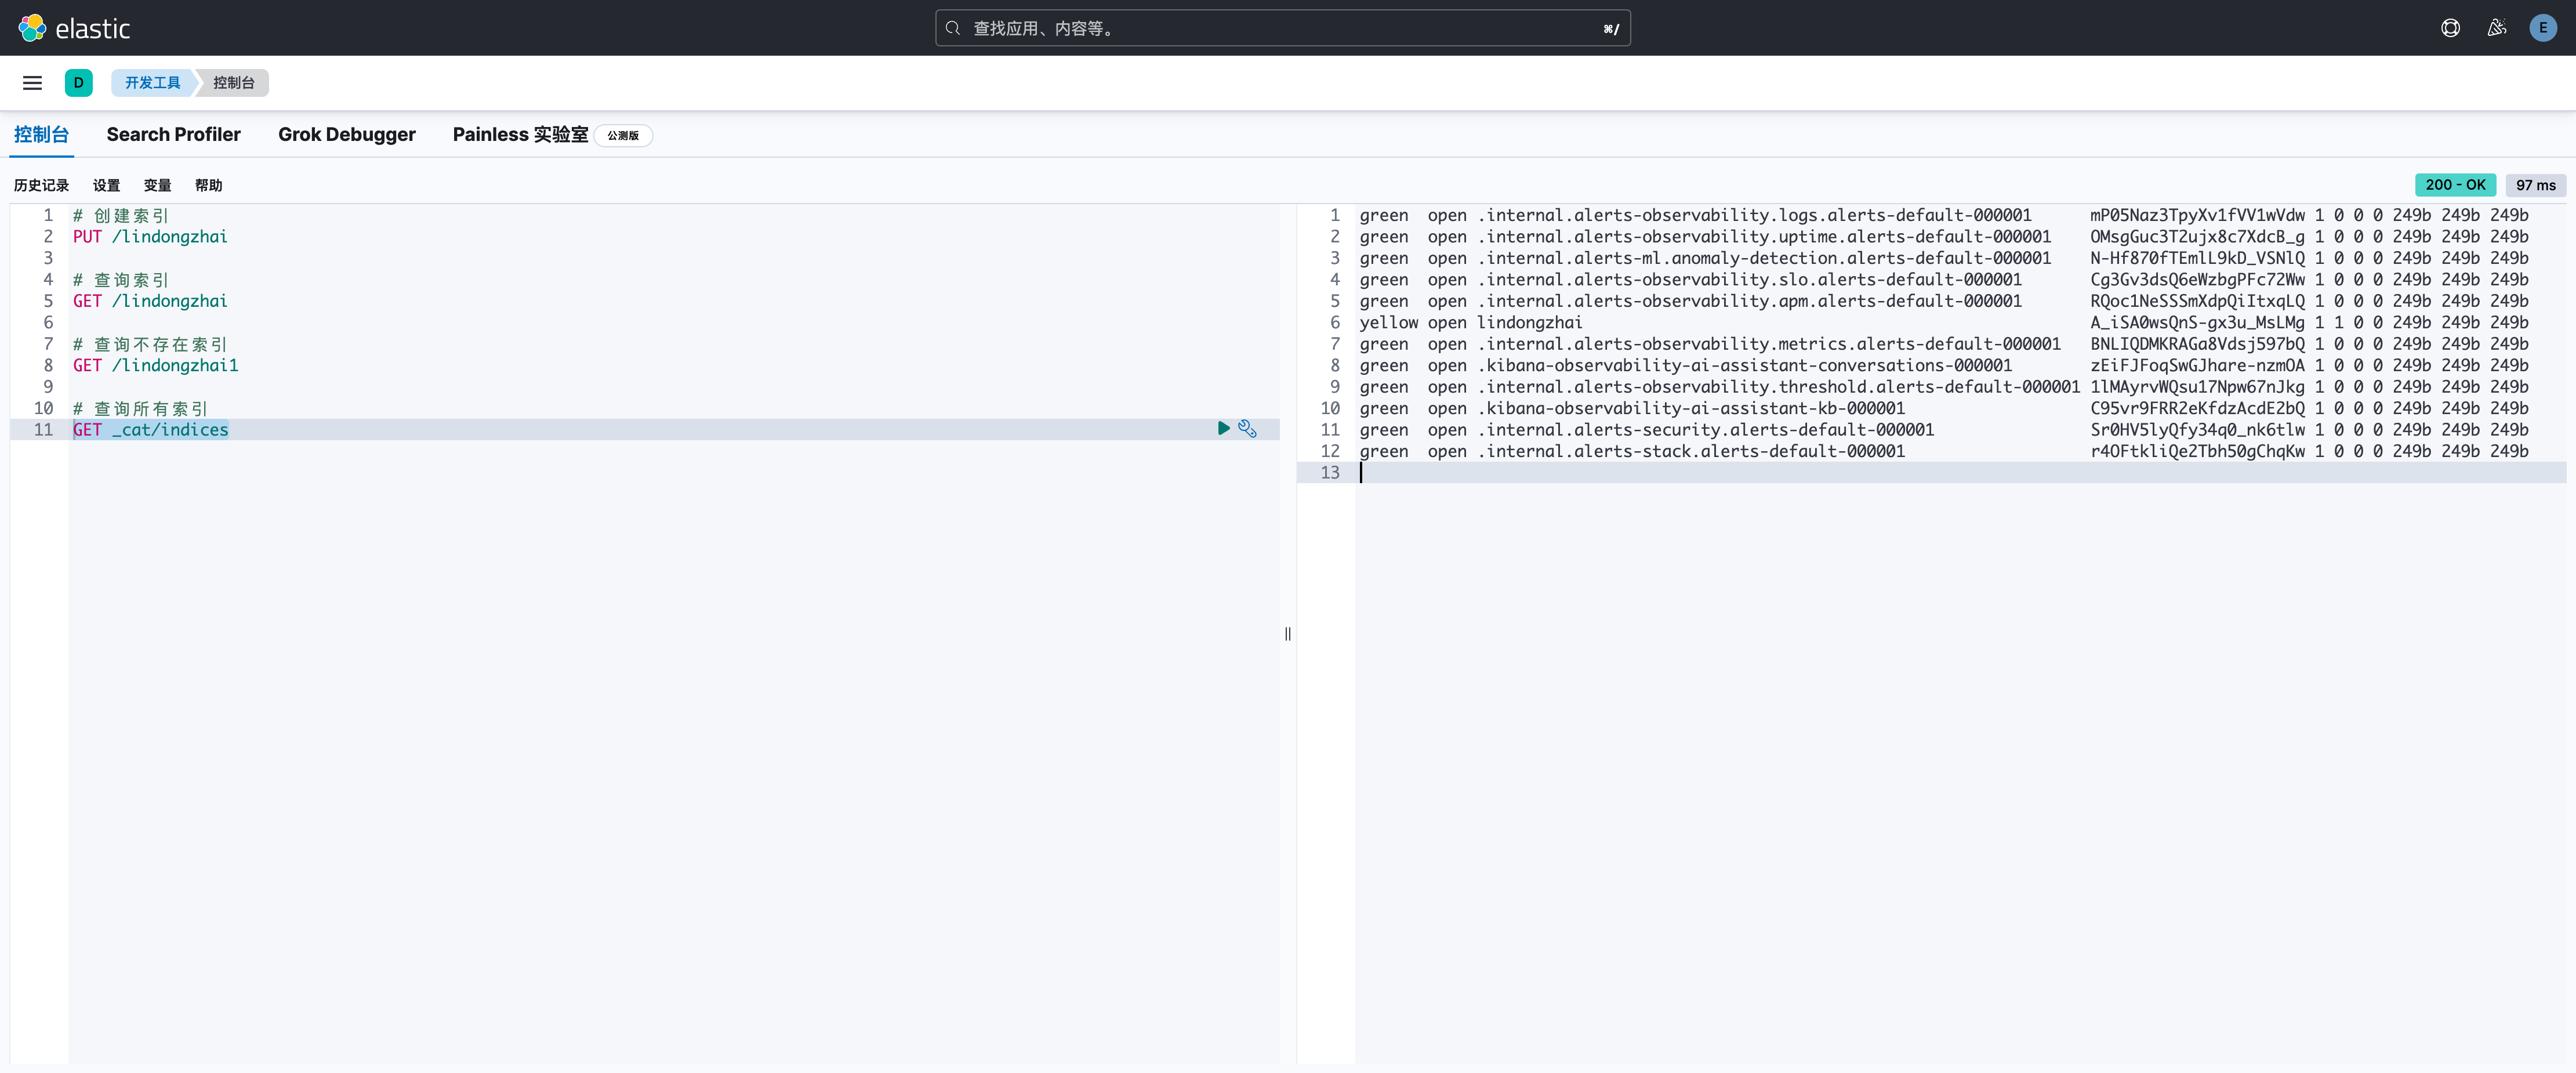 elastic
查找应用、内容等。
⌘/
E
D
开发工具
控制台
控制台
Search Profiler
Grok Debugger
Painless 实验室
公测版
历史记录
设置
变量
帮助
200 - OK
97 ms
1 # 创建索引
2 PUT /lindongzhai
3
4 # 查询索引
5 GET /lindongzhai
6
7 # 查询不存在索引
8 GET /lindongzhai1
9
10 # 查询所有索引
11 GET _cat/indices
1 green open .internal.alerts-observability.logs.alerts-default-000001 mP05Naz3TpyXv1fVV1wVdw 1 0 0 0 249b 249b 249b
2 green open .internal.alerts-observability.uptime.alerts-default-000001 OMsgGuc3T2ujx8c7XdcB_g 1 0 0 0 249b 249b 249b
3 green open .internal.alerts-ml.anomaly-detection.alerts-default-000001 N-Hf870fTEmlL9kD_VSNlQ 1 0 0 0 249b 249b 249b
4 green open .internal.alerts-observability.slo.alerts-default-000001 Cg3Gv3dsQ6eWzbgPFc72Ww 1 0 0 0 249b 249b 249b
5 green open .internal.alerts-observability.apm.alerts-default-000001 RQoc1NeSSSmXdpQiItxqLQ 1 0 0 0 249b 249b 249b
6 yellow open lindongzhai A_iSA0wsQnS-gx3u_MsLMg 1 1 0 0 249b 249b 249b
7 green open .internal.alerts-observability.metrics.alerts-default-000001 BNLIQDMKRAGa8Vdsj597bQ 1 0 0 0 249b 249b 249b
8 green open .kibana-observability-ai-assistant-conversations-000001 zEiFJFoqSwGJhare-nzmOA 1 0 0 0 249b 249b 249b
9 green open .internal.alerts-observability.threshold.alerts-default-000001 1lMAyrvWQsu17Npw67nJkg 1 0 0 0 249b 249b 249b
10 green open .kibana-observability-ai-assistant-kb-000001 C95vr9FRR2eKfdzAcdE2bQ 1 0 0 0 249b 249b 249b
11 green open .internal.alerts-security.alerts-default-000001 Sr0HV5lyQfy34q0_nk6tlw 1 0 0 0 249b 249b 249b
12 green open .internal.alerts-stack.alerts-default-000001 r4OFtkliQe2Tbh50gChqKw 1 0 0 0 249b 249b 249b
13